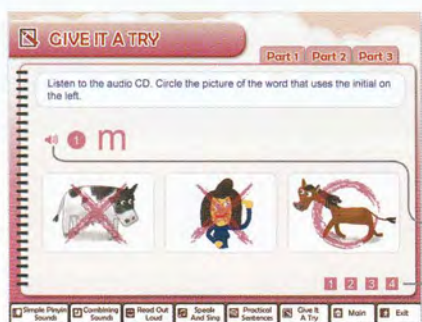 GIVE IT A TRY
Part 1 Part 2 Part 3
Listen to the audio CD. Circle the picture of the word that uses the initial on
the left.
1 m
1 2 3 4
Simple Pinyin Sounds
Combining Sounds
Read Out Loud
Speak And Sing
Practical Sentences
Give It A Try
Main
Exit